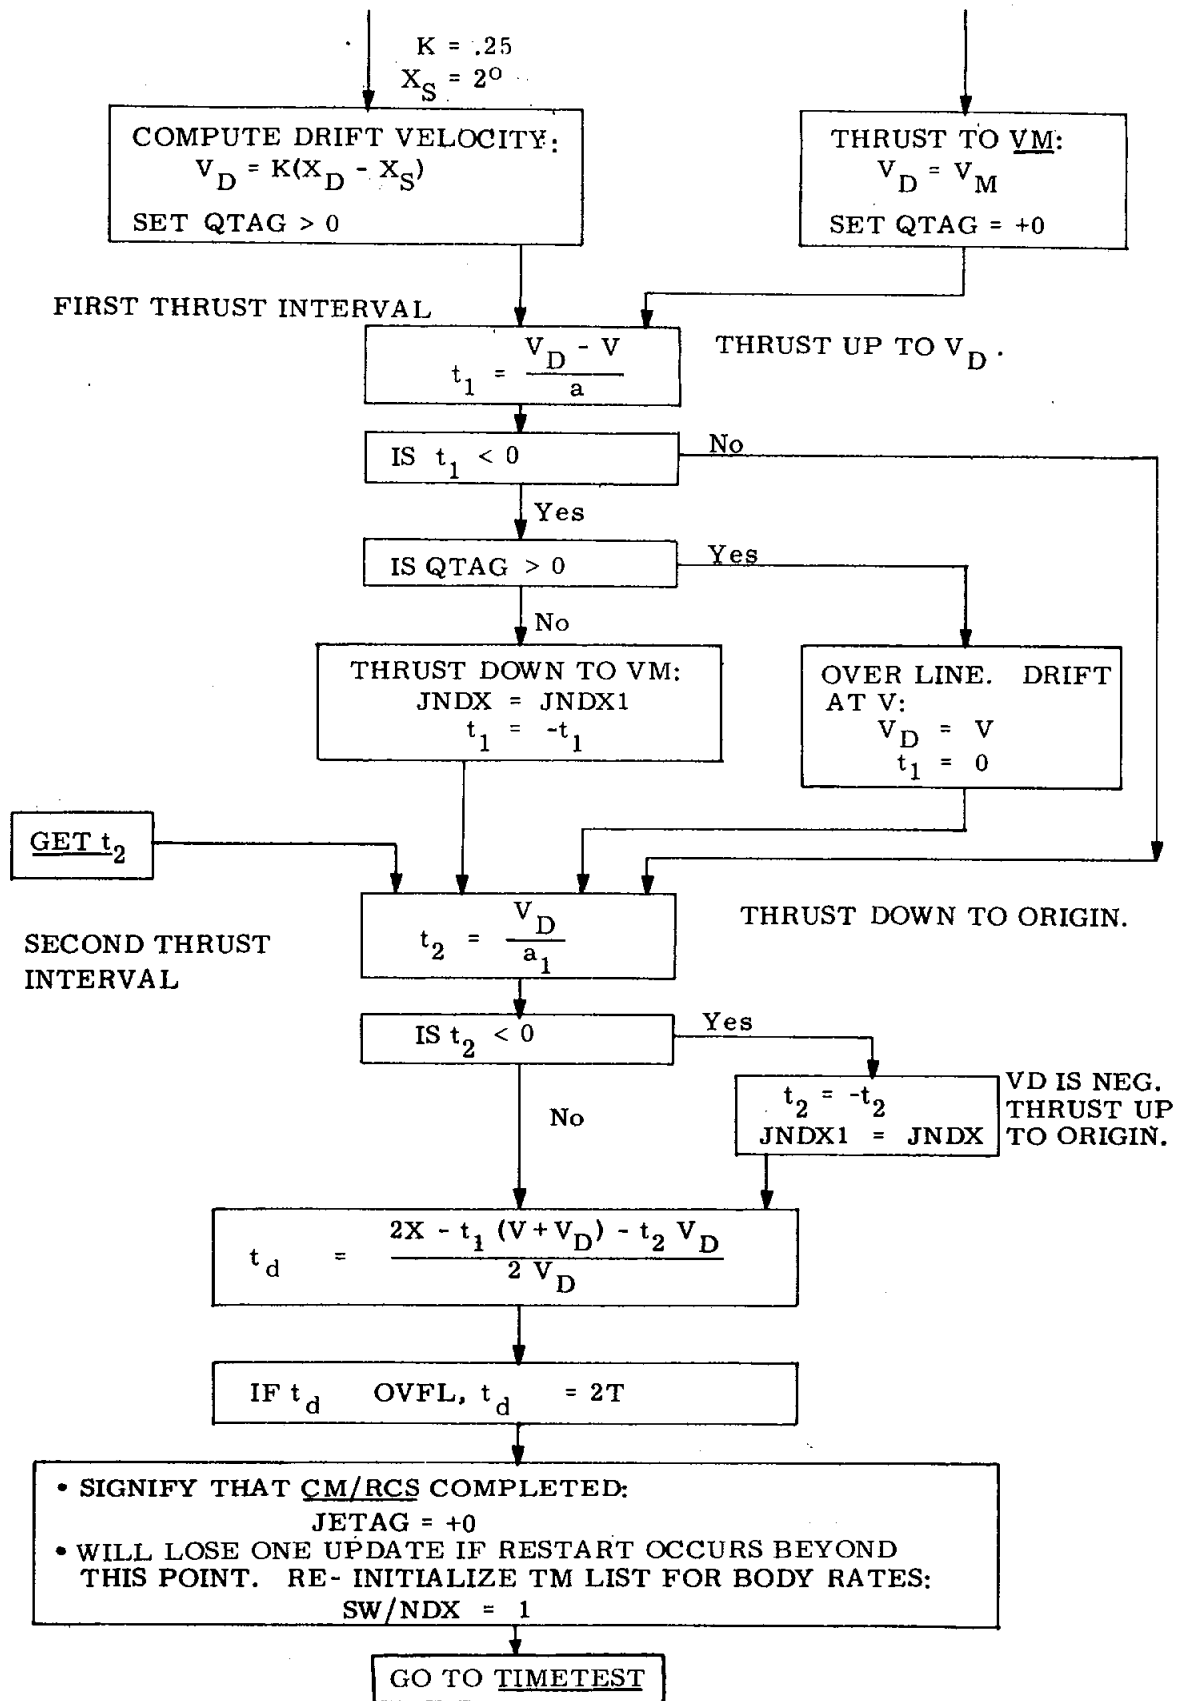 K = .25
X_S = 2°
COMPUTE DRIFT VELOCITY:
V_D = K(X_D - X_S)
SET QTAG > 0
THRUST TO VM:
V_D = V_M
SET QTAG = +0
FIRST THRUST INTERVAL
t_1 = (V_D - V) / a
THRUST UP TO V_D.
IS t_1 < 0
No
Yes
IS QTAG > 0
Yes
No
THRUST DOWN TO VM:
JNDX = JNDX1
t_1 = -t_1
OVER LINE. DRIFT
AT V:
V_D = V
t_1 = 0
GET t_2
SECOND THRUST
INTERVAL
t_2 = V_D / a_1
THRUST DOWN TO ORIGIN.
IS t_2 < 0
Yes
No
t_2 = -t_2
JNDX1 = JNDX
VD IS NEG.
THRUST UP
TO ORIGIN.
t_d = (2X - t_1 (V + V_D) - t_2 V_D) / (2 V_D)
IF t_d OVFL, t_d = 2T
• SIGNIFY THAT CM/RCS COMPLETED:
JETAG = +0
• WILL LOSE ONE UPDATE IF RESTART OCCURS BEYOND
THIS POINT. RE- INITIALIZE TM LIST FOR BODY RATES:
SW/NDX = 1
GO TO TIMETEST